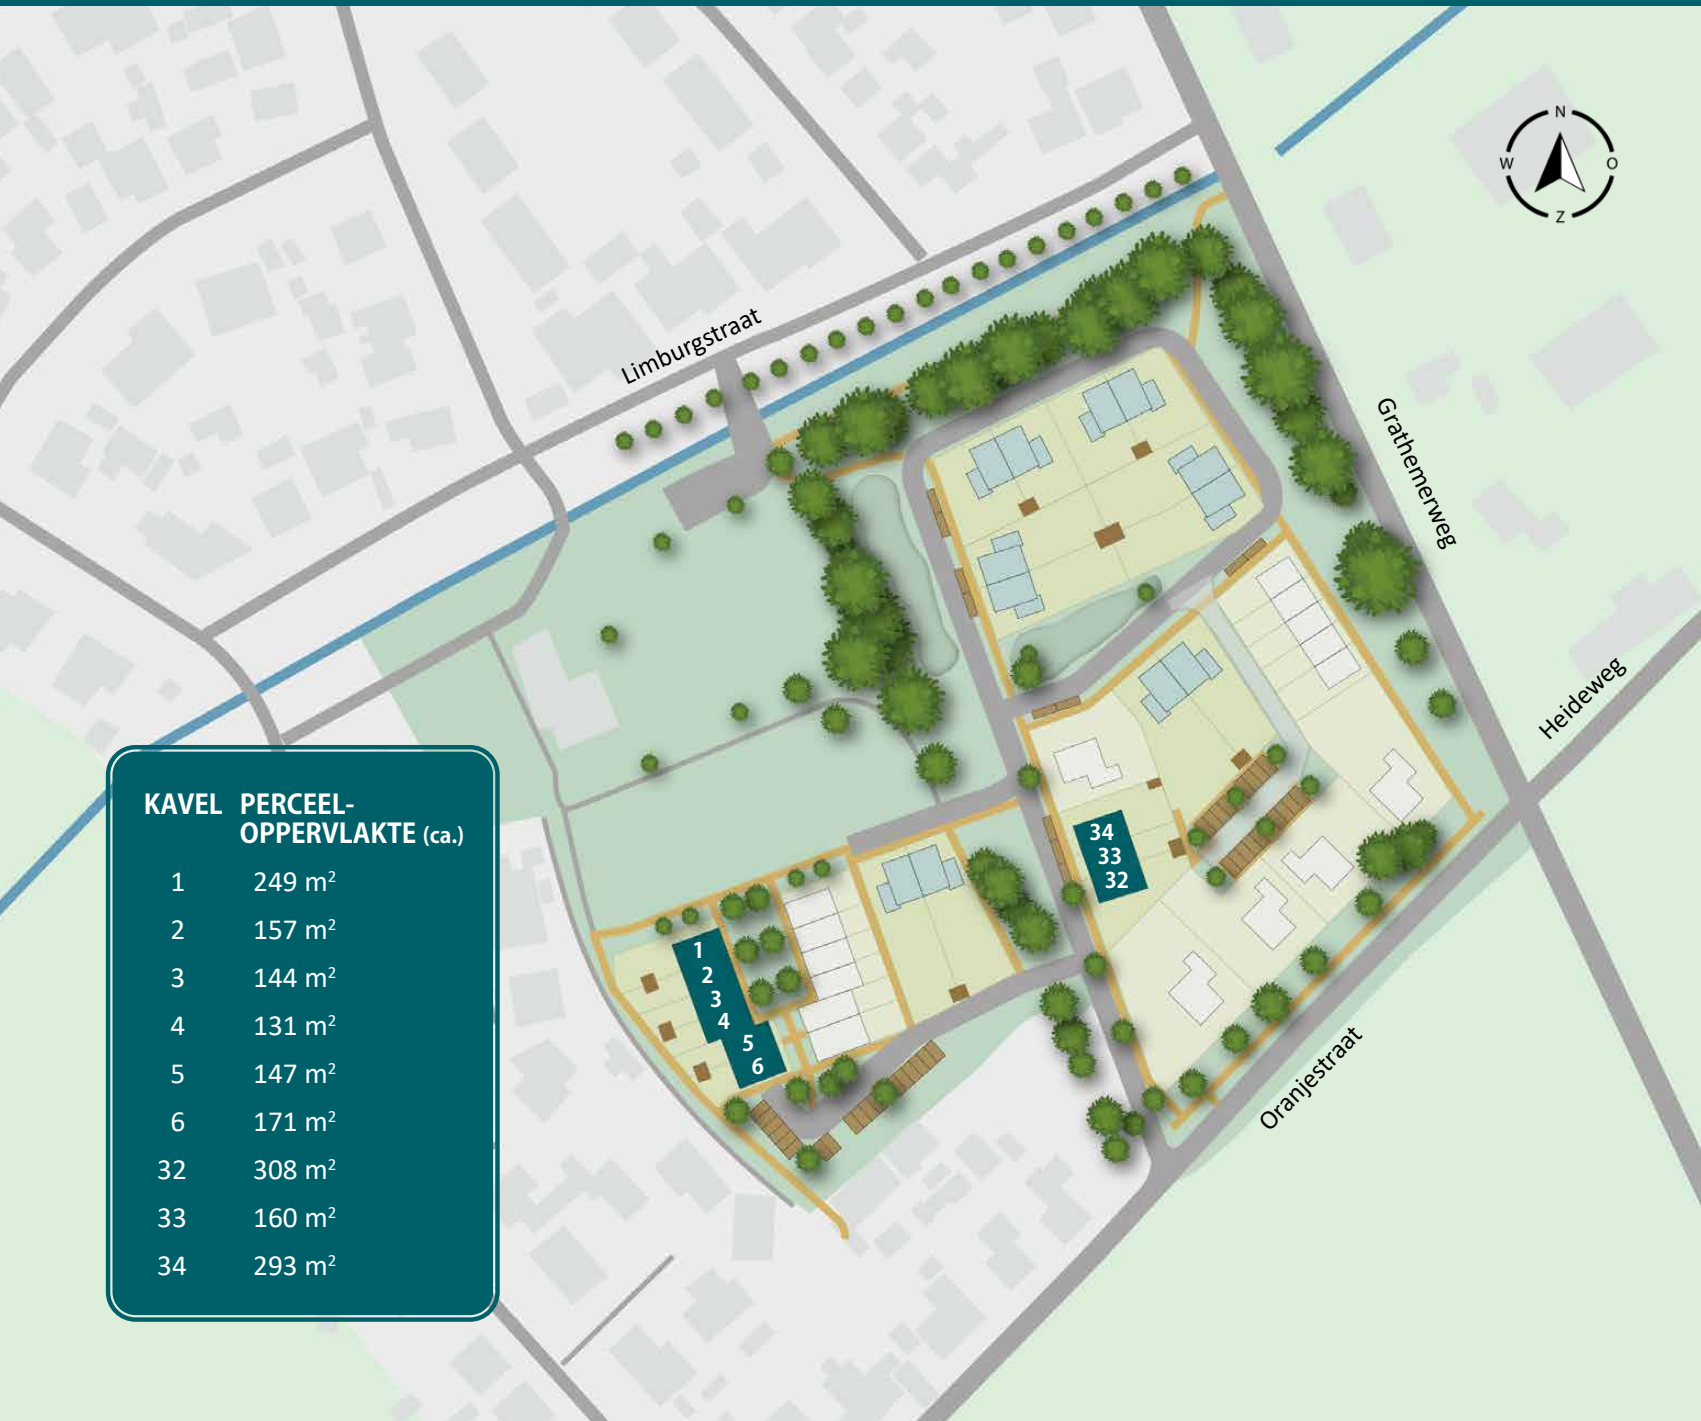 N
W O
Z
Limburgstraat
Grathemerweg
Heideweg
Oranjestraat
34
33
32
1
2
3
4
5
6
KAVEL PERCEEL-
OPPERVLAKTE (ca.)
1 249 m²
2 157 m²
3 144 m²
4 131 m²
5 147 m²
6 171 m²
32 308 m²
33 160 m²
34 293 m²